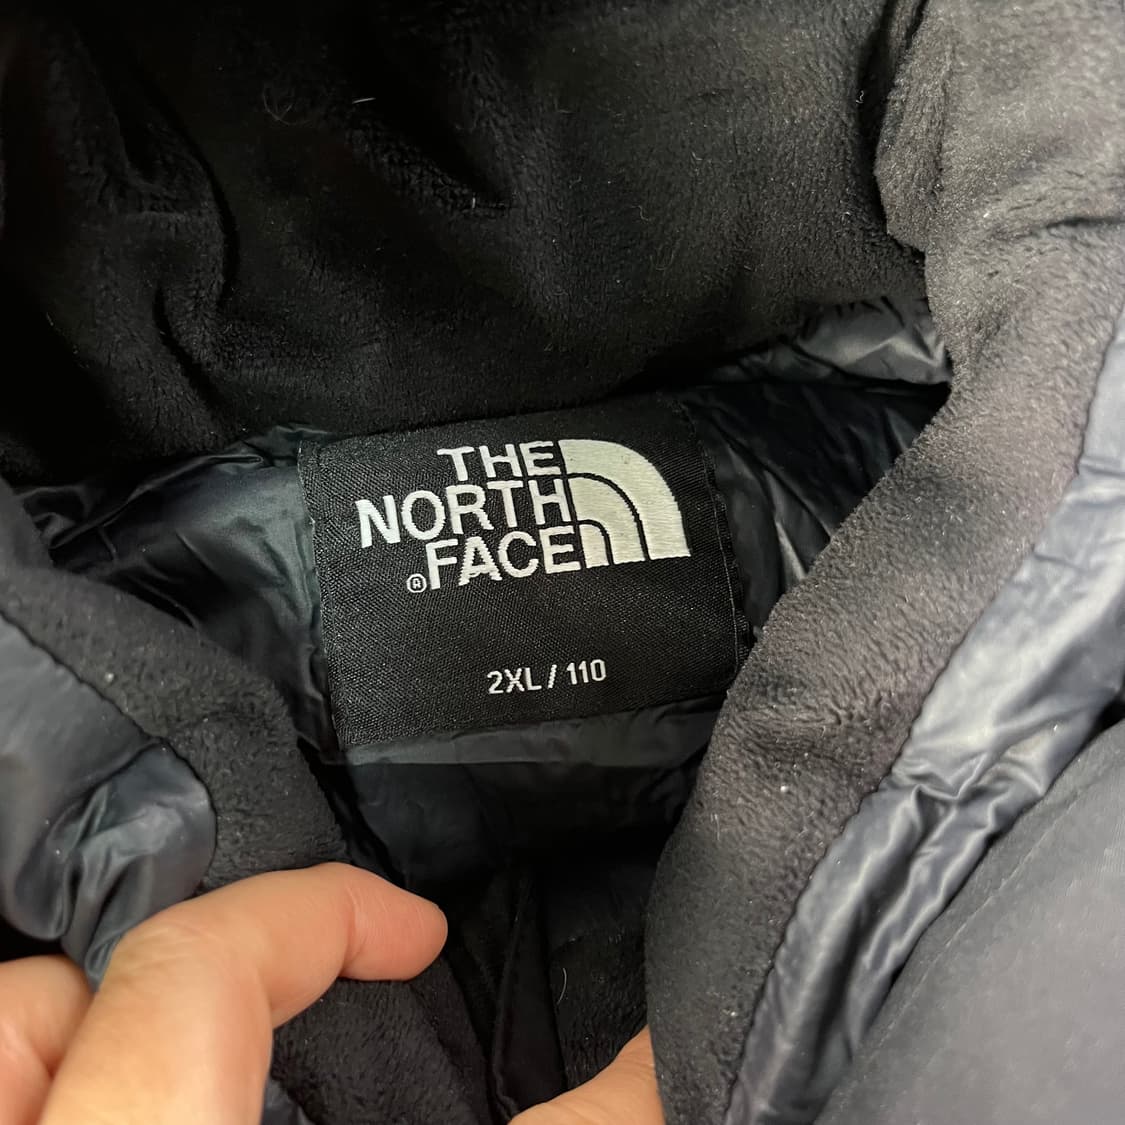 THE
NORTH
®FACE
2XL / 110